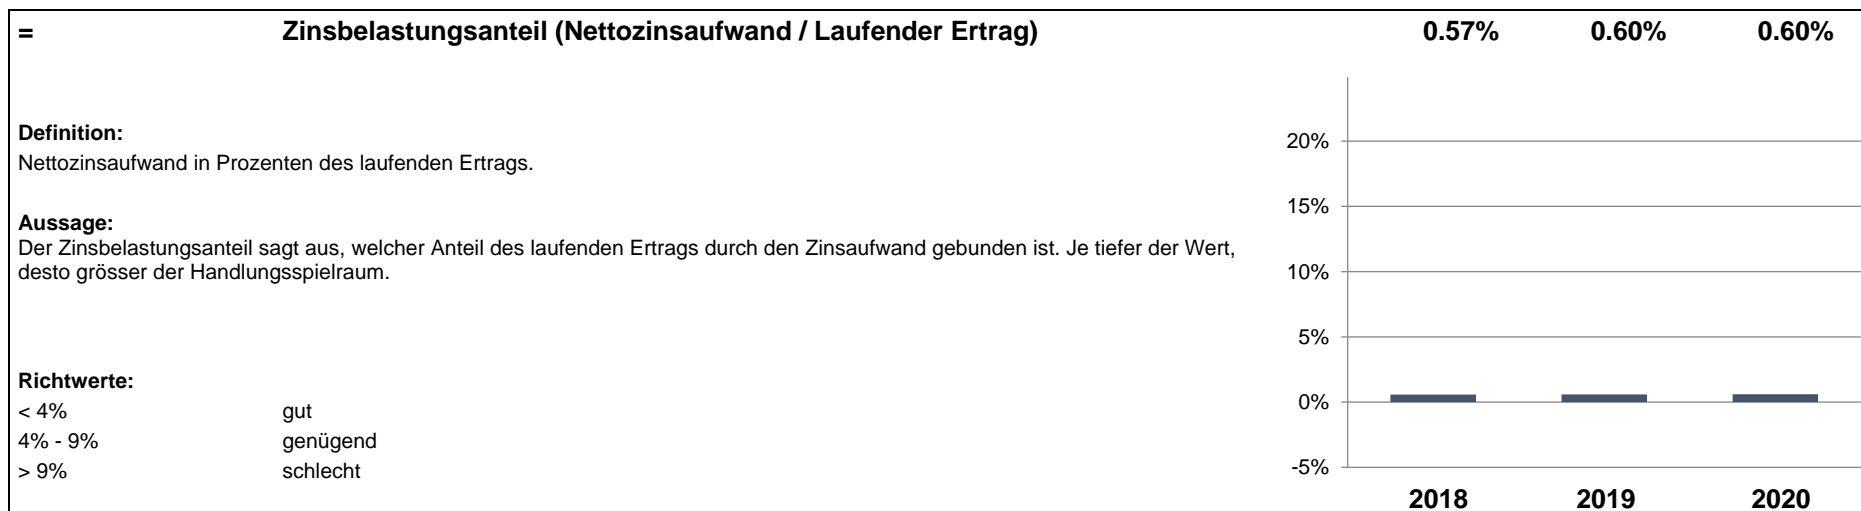 = Zinsbelastungsanteil (Nettozinsaufwand / Laufender Ertrag) 0.57% 0.60% 0.60%
Definition:
Nettozinsaufwand in Prozenten des laufenden Ertrags.
Aussage:
Der Zinsbelastungsanteil sagt aus, welcher Anteil des laufenden Ertrags durch den Zinsaufwand gebunden ist. Je tiefer der Wert,
desto grösser der Handlungsspielraum.
Richtwerte:
< 4% gut
4% - 9% genügend
> 9% schlecht
20%
15%
10%
5%
0%
-5%
2018 2019 2020